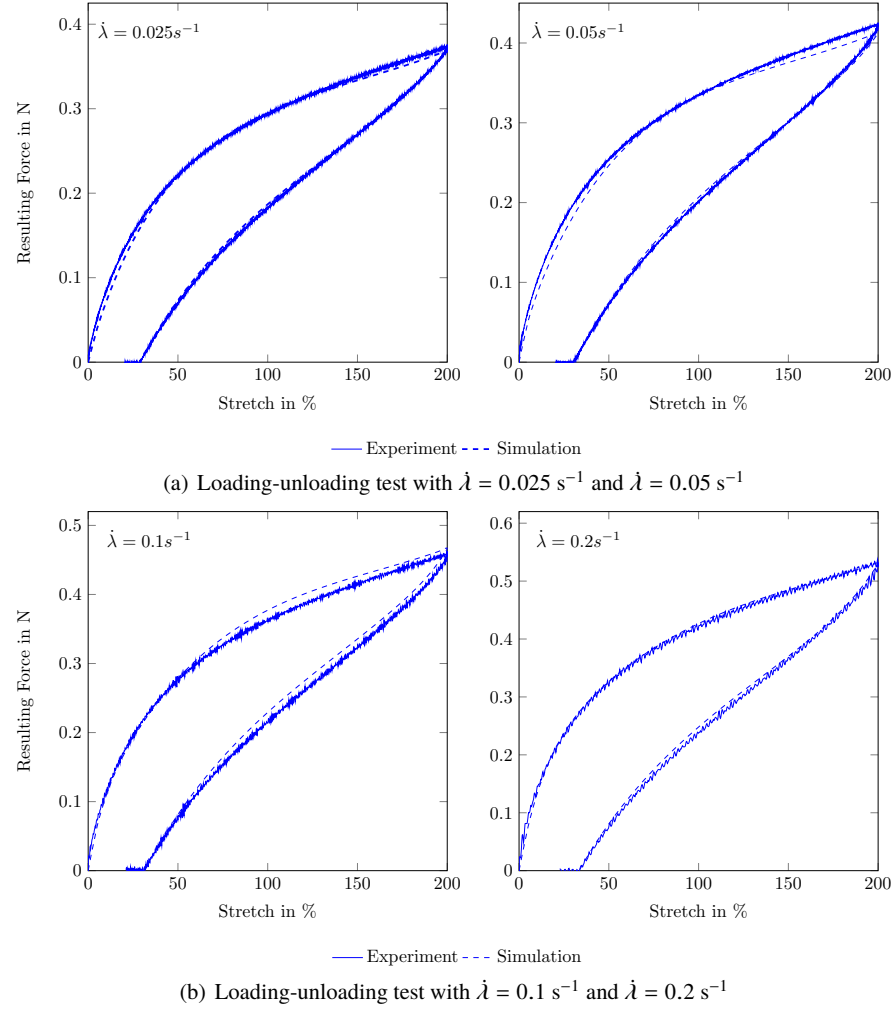 0.4
0.3
0.2
0.1
0
Resulting Force in N
λ̇ = 0.025s⁻¹
0 50 100 150 200
Stretch in %
0.4
0.3
0.2
0.1
0
λ̇ = 0.05s⁻¹
0 50 100 150 200
Stretch in %
Experiment Simulation
(a) Loading-unloading test with λ̇ = 0.025 s⁻¹ and λ̇ = 0.05 s⁻¹
0.5
0.4
0.3
0.2
0.1
0
Resulting Force in N
λ̇ = 0.1s⁻¹
0 50 100 150 200
Stretch in %
0.6
0.5
0.4
0.3
0.2
0.1
0
λ̇ = 0.2s⁻¹
0 50 100 150 200
Stretch in %
Experiment Simulation
(b) Loading-unloading test with λ̇ = 0.1 s⁻¹ and λ̇ = 0.2 s⁻¹